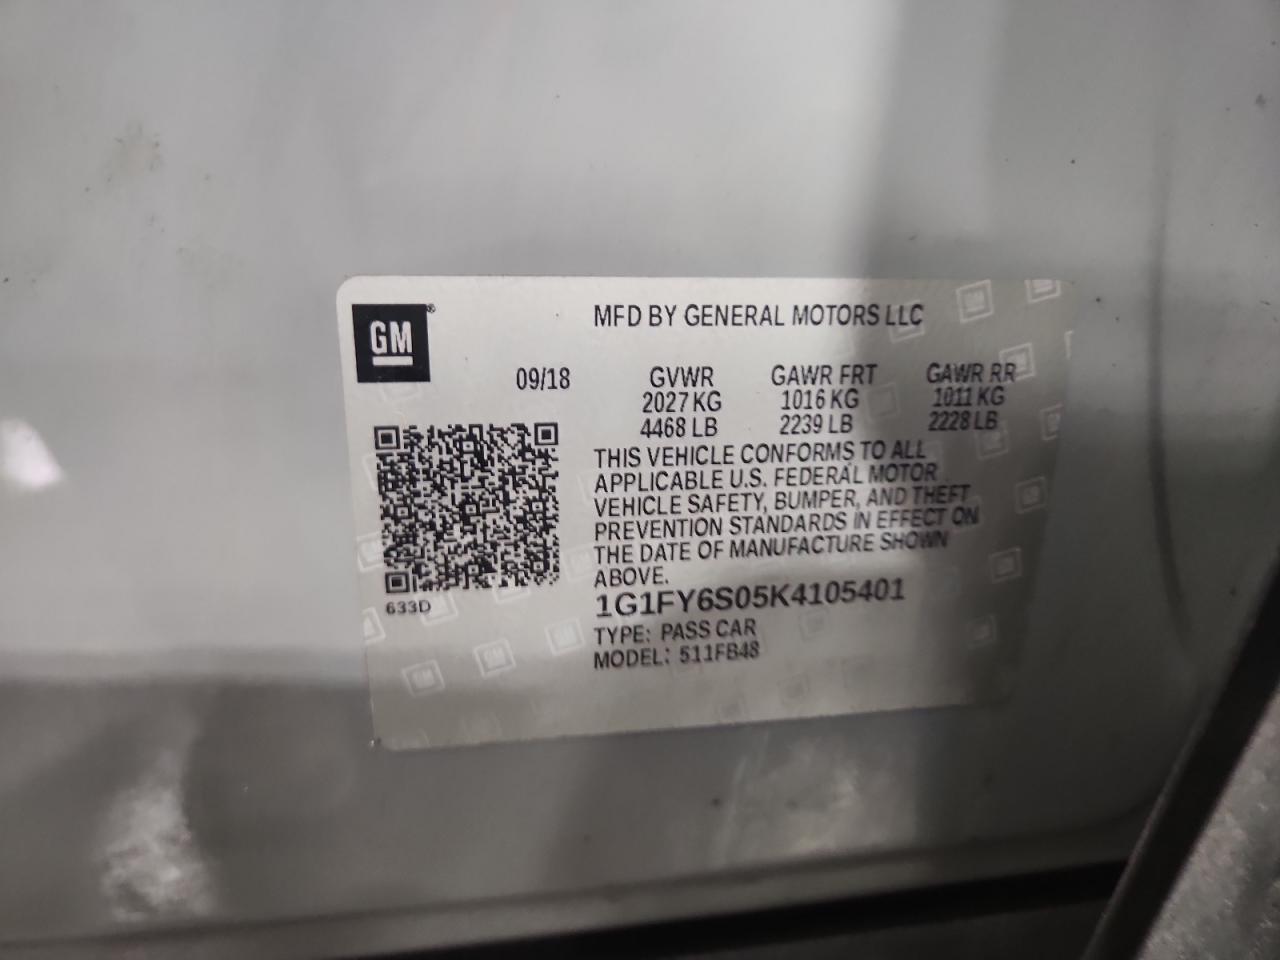 GM®
MFD BY GENERAL MOTORS LLC
09/18
GVWR GAWR FRT GAWR RR
2027 KG 1016 KG 1011 KG
4468 LB 2239 LB 2228 LB
THIS VEHICLE CONFORMS TO ALL
APPLICABLE U.S. FEDERAL MOTOR
VEHICLE SAFETY, BUMPER, AND THEFT
PREVENTION STANDARDS IN EFFECT ON
THE DATE OF MANUFACTURE SHOWN
ABOVE.
633D
1G1FY6S05K4105401
TYPE: PASS CAR
MODEL: 511FB48